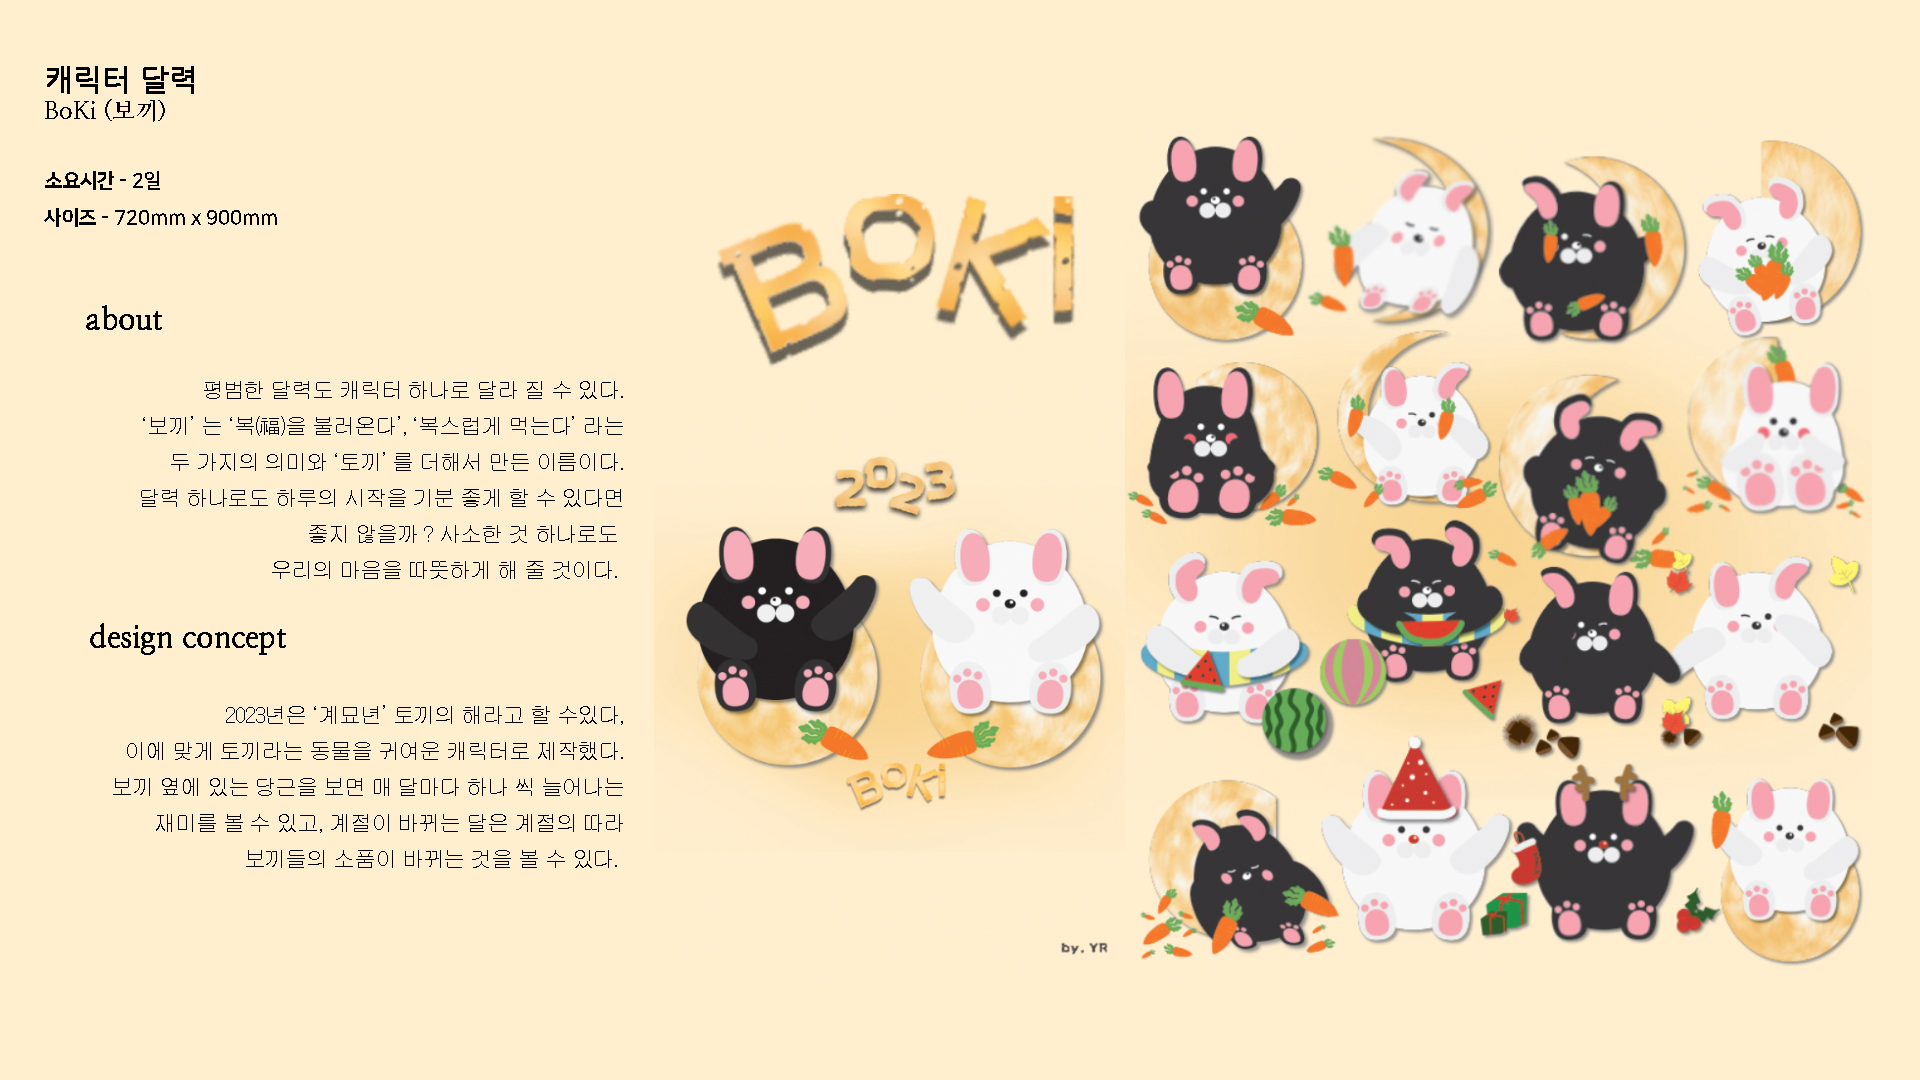 캐릭터 달력
BoKi (보끼)
소요시간 - 2일
사이즈 - 720mm x 900mm
about
평범한 달력도 캐릭터 하나로 달라 질 수 있다.
‘보끼’ 는 ‘복(福)을 불러온다’, ‘복스럽게 먹는다’ 라는
두 가지의 의미와 ‘토끼’ 를 더해서 만든 이름이다.
달력 하나로도 하루의 시작을 기분 좋게 할 수 있다면
좋지 않을까 ? 사소한 것 하나로도
우리의 마음을 따뜻하게 해 줄 것이다.
design concept
2023년은 ‘계묘년’ 토끼의 해라고 할 수있다,
이에 맞게 토끼라는 동물을 귀여운 캐릭터로 제작했다.
보끼 옆에 있는 당근을 보면 매 달마다 하나 씩 늘어나는
재미를 볼 수 있고, 계절이 바뀌는 달은 계절의 따라
보끼들의 소품이 바뀌는 것을 볼 수 있다.
BOKI
2023
BOKi
by. YR